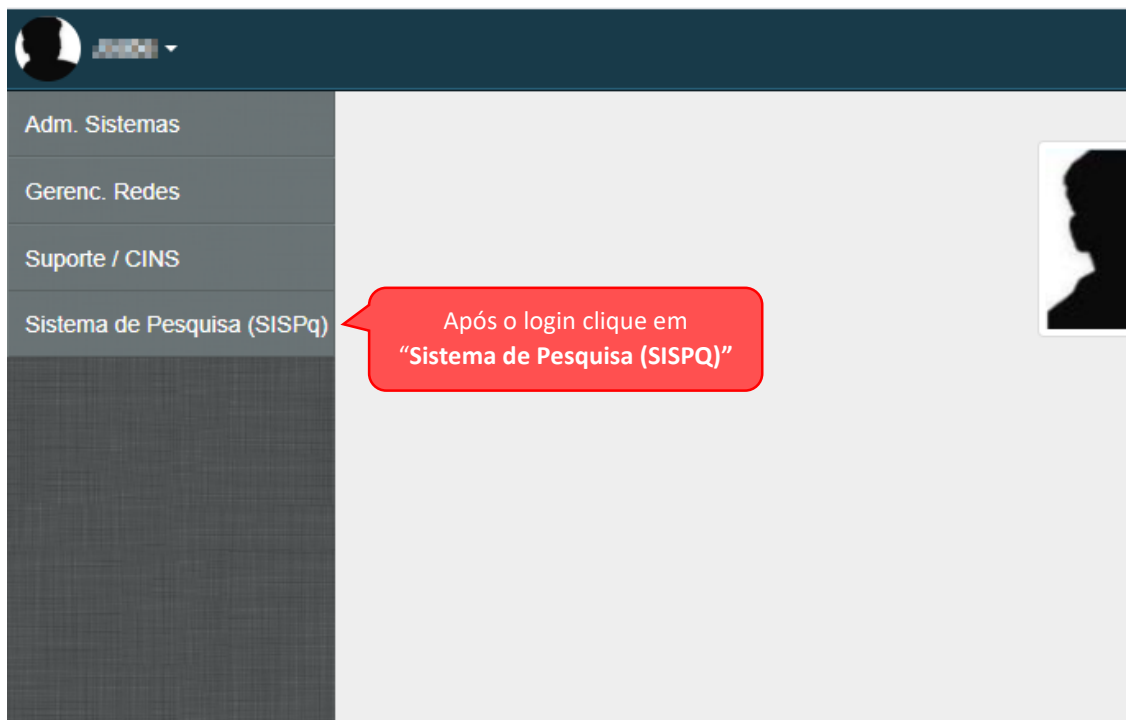 Adm. Sistemas
Gerenc. Redes
Suporte / CINS
Sistema de Pesquisa (SISPq)
Após o login clique em
“Sistema de Pesquisa (SISPQ)”